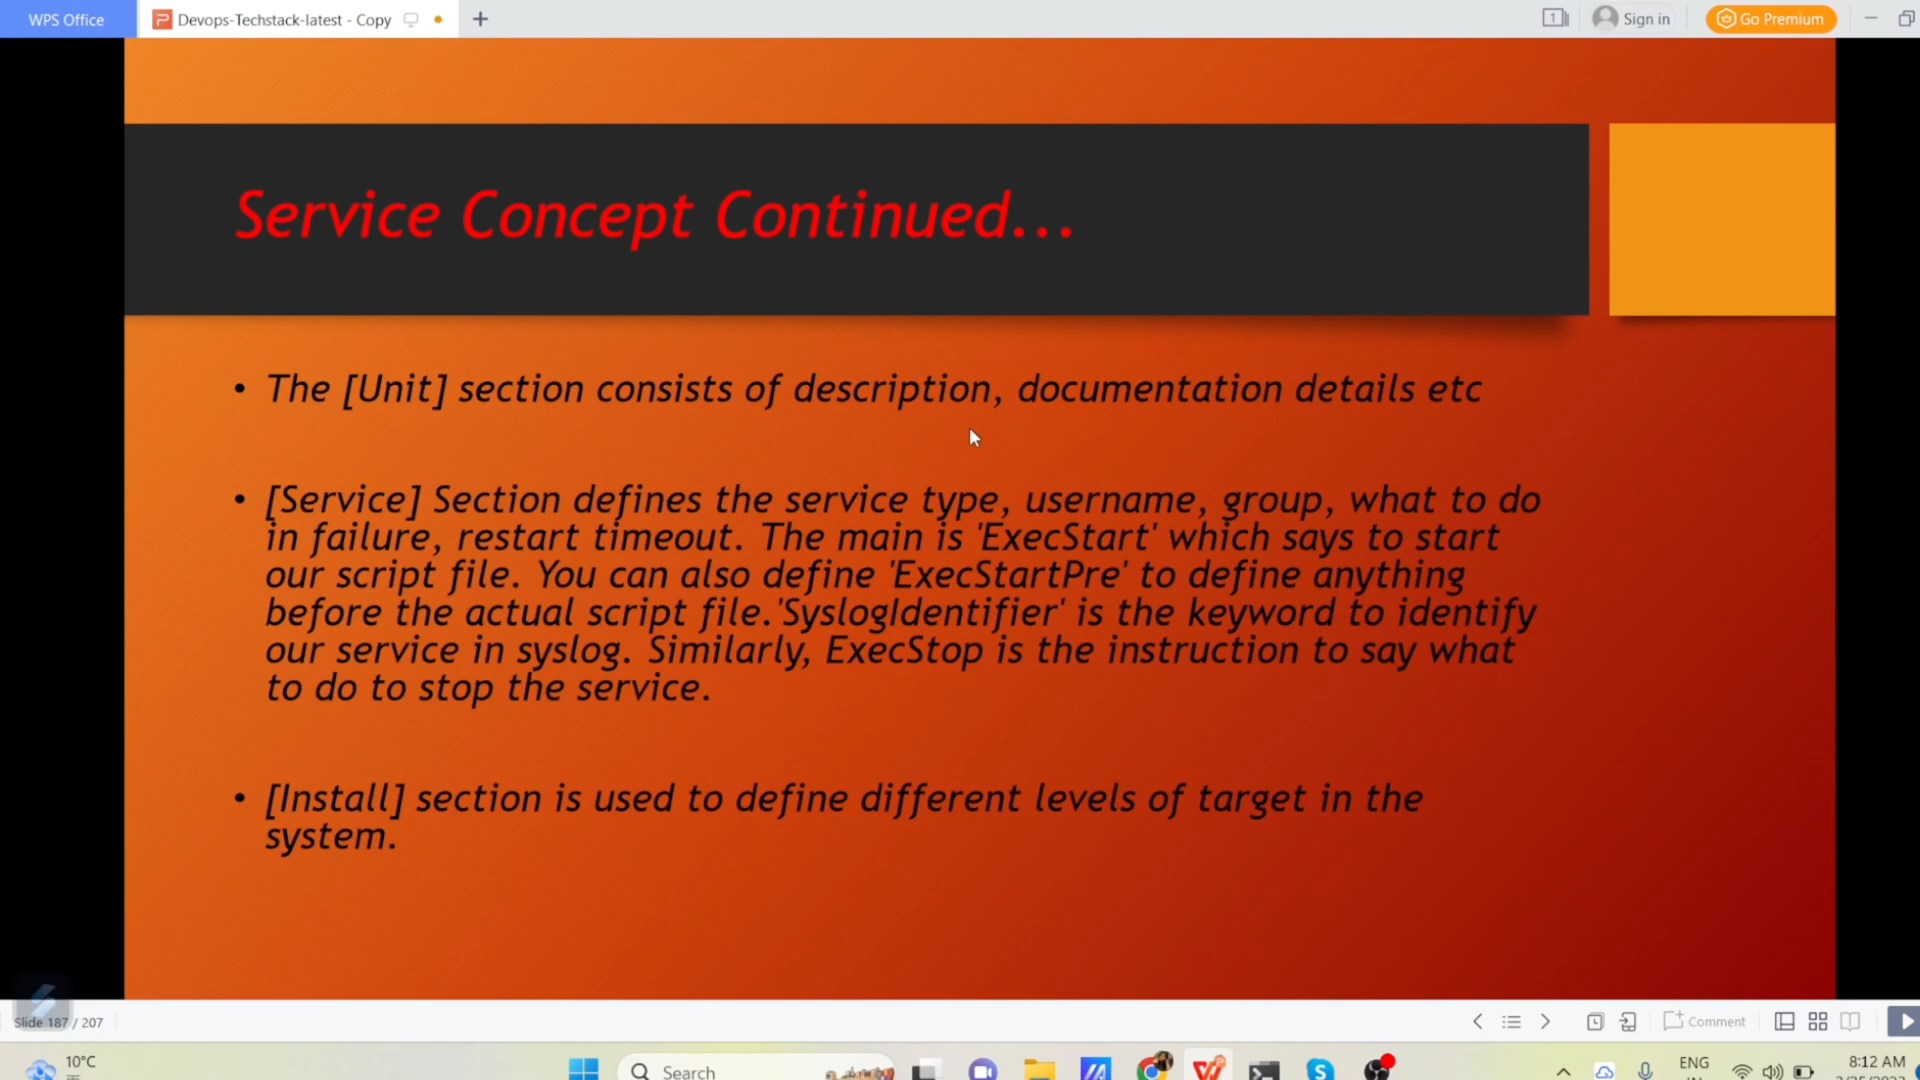 WPS Office
Devops-Techstack-latest - Copy
1
Sign in
Go Premium
Service Concept Continued...
• The [Unit] section consists of description, documentation details etc
• [Service] Section defines the service type, username, group, what to do
in failure, restart timeout. The main is 'ExecStart' which says to start
our script file. You can also define 'ExecStartPre' to define anything
before the actual script file.'SyslogIdentifier' is the keyword to identify
our service in syslog. Similarly, ExecStop is the instruction to say what
to do to stop the service.
• [Install] section is used to define different levels of target in the
system.
Slide 187 / 207
Comment
10°C
Search
ENG
8:12 AM